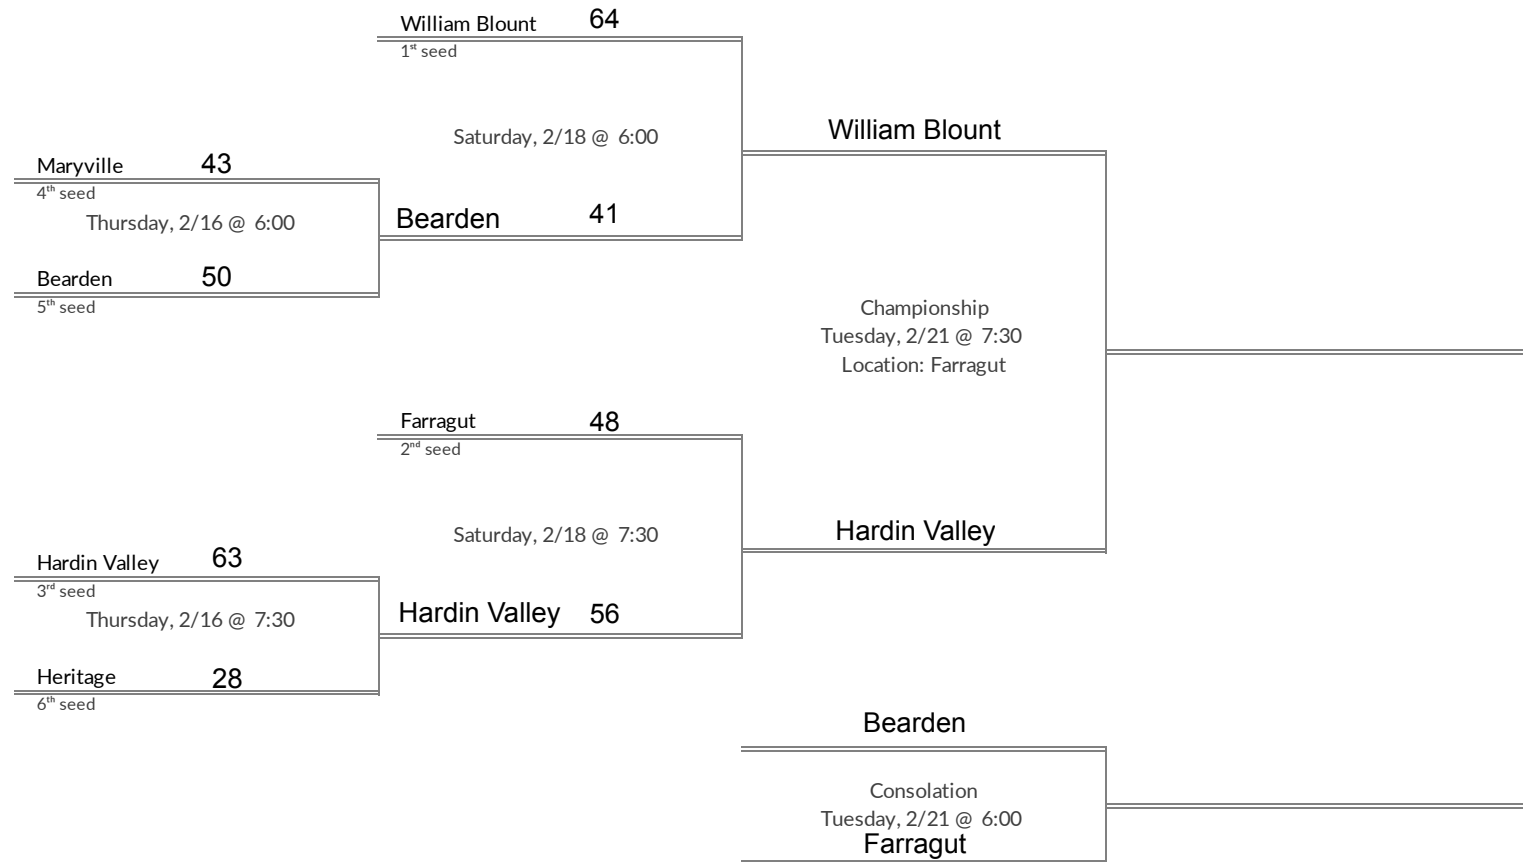 William Blount 64
1st seed
Saturday, 2/18 @ 6:00
William Blount
Maryville 43
4th seed
Thursday, 2/16 @ 6:00
Bearden 41
Bearden 50
5th seed
Championship
Tuesday, 2/21 @ 7:30
Location: Farragut
Farragut 48
2nd seed
Saturday, 2/18 @ 7:30
Hardin Valley
Hardin Valley 63
3rd seed
Thursday, 2/16 @ 7:30
Hardin Valley 56
Heritage 28
6th seed
Bearden
Consolation
Tuesday, 2/21 @ 6:00
Farragut